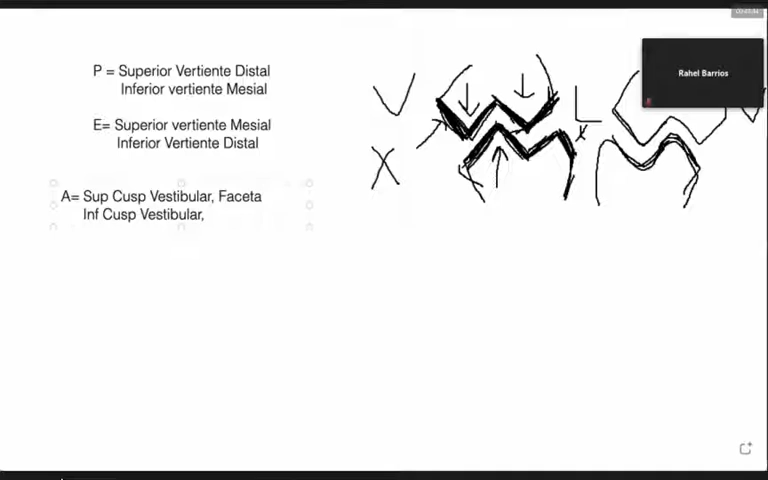 P = Superior Vertiente Distal
Inferior vertiente Mesial
E= Superior vertiente Mesial
Inferior Vertiente Distal
A= Sup Cusp Vestibular, Faceta
Inf Cusp Vestibular,
V
L
X
x
Rahel Barrios